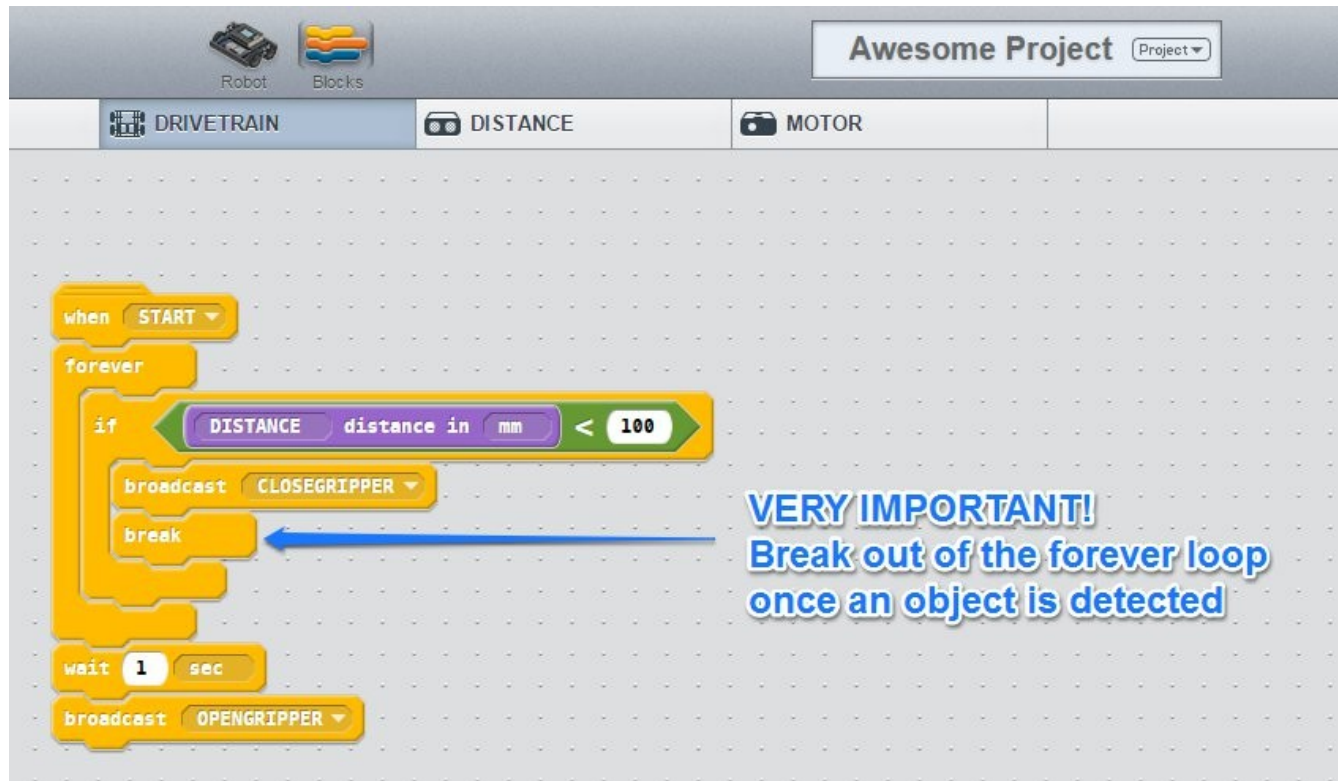 Awesome Project Project
Robot Blocks
DRIVETRAIN DISTANCE MOTOR
when START
forever
if DISTANCE distance in mm < 100
broadcast CLOSEGRIPPER
break
VERY IMPORTANT!
Break out of the forever loop
once an object is detected
wait 1 sec
broadcast OPENGRIPPER